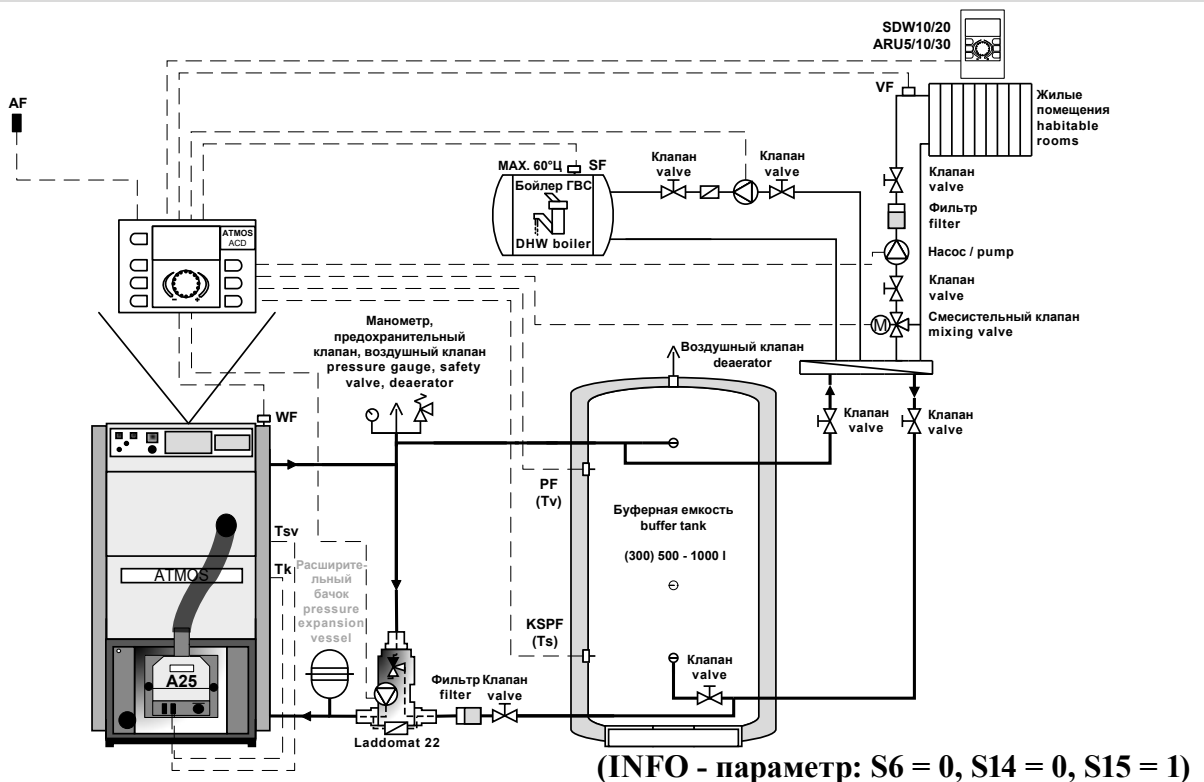 SDW10/20
ARU5/10/30
VF
AF
Жилые
помещения
habitable
rooms
МАХ. 60°Ц
SF
Клапан
valve
Клапан
valve
Бойлер ГВС
DHW boiler
Клапан
valve
Фильтр
filter
Насос / pump
Клапан
valve
ATMOS
ACD
- +
M
Смесистельный клапан
mixing valve
Манометр,
предохранительный
клапан, воздушный клапан
pressure gauge, safety
valve, deaerator
Воздушный клапан
deaerator
WF
Клапан
valve
Клапан
valve
PF
(Tv)
Буферная емкость
buffer tank
(300) 500 - 1000 l
Tsv
Tk
ATMOS
Расширите-
льный
бачок
pressure
expansion
vessel
KSPF
(Ts)
Клапан
valve
A25
Фильтр
filter
Клапан
valve
Laddomat 22
(INFO - параметр: S6 = 0, S14 = 0, S15 = 1)